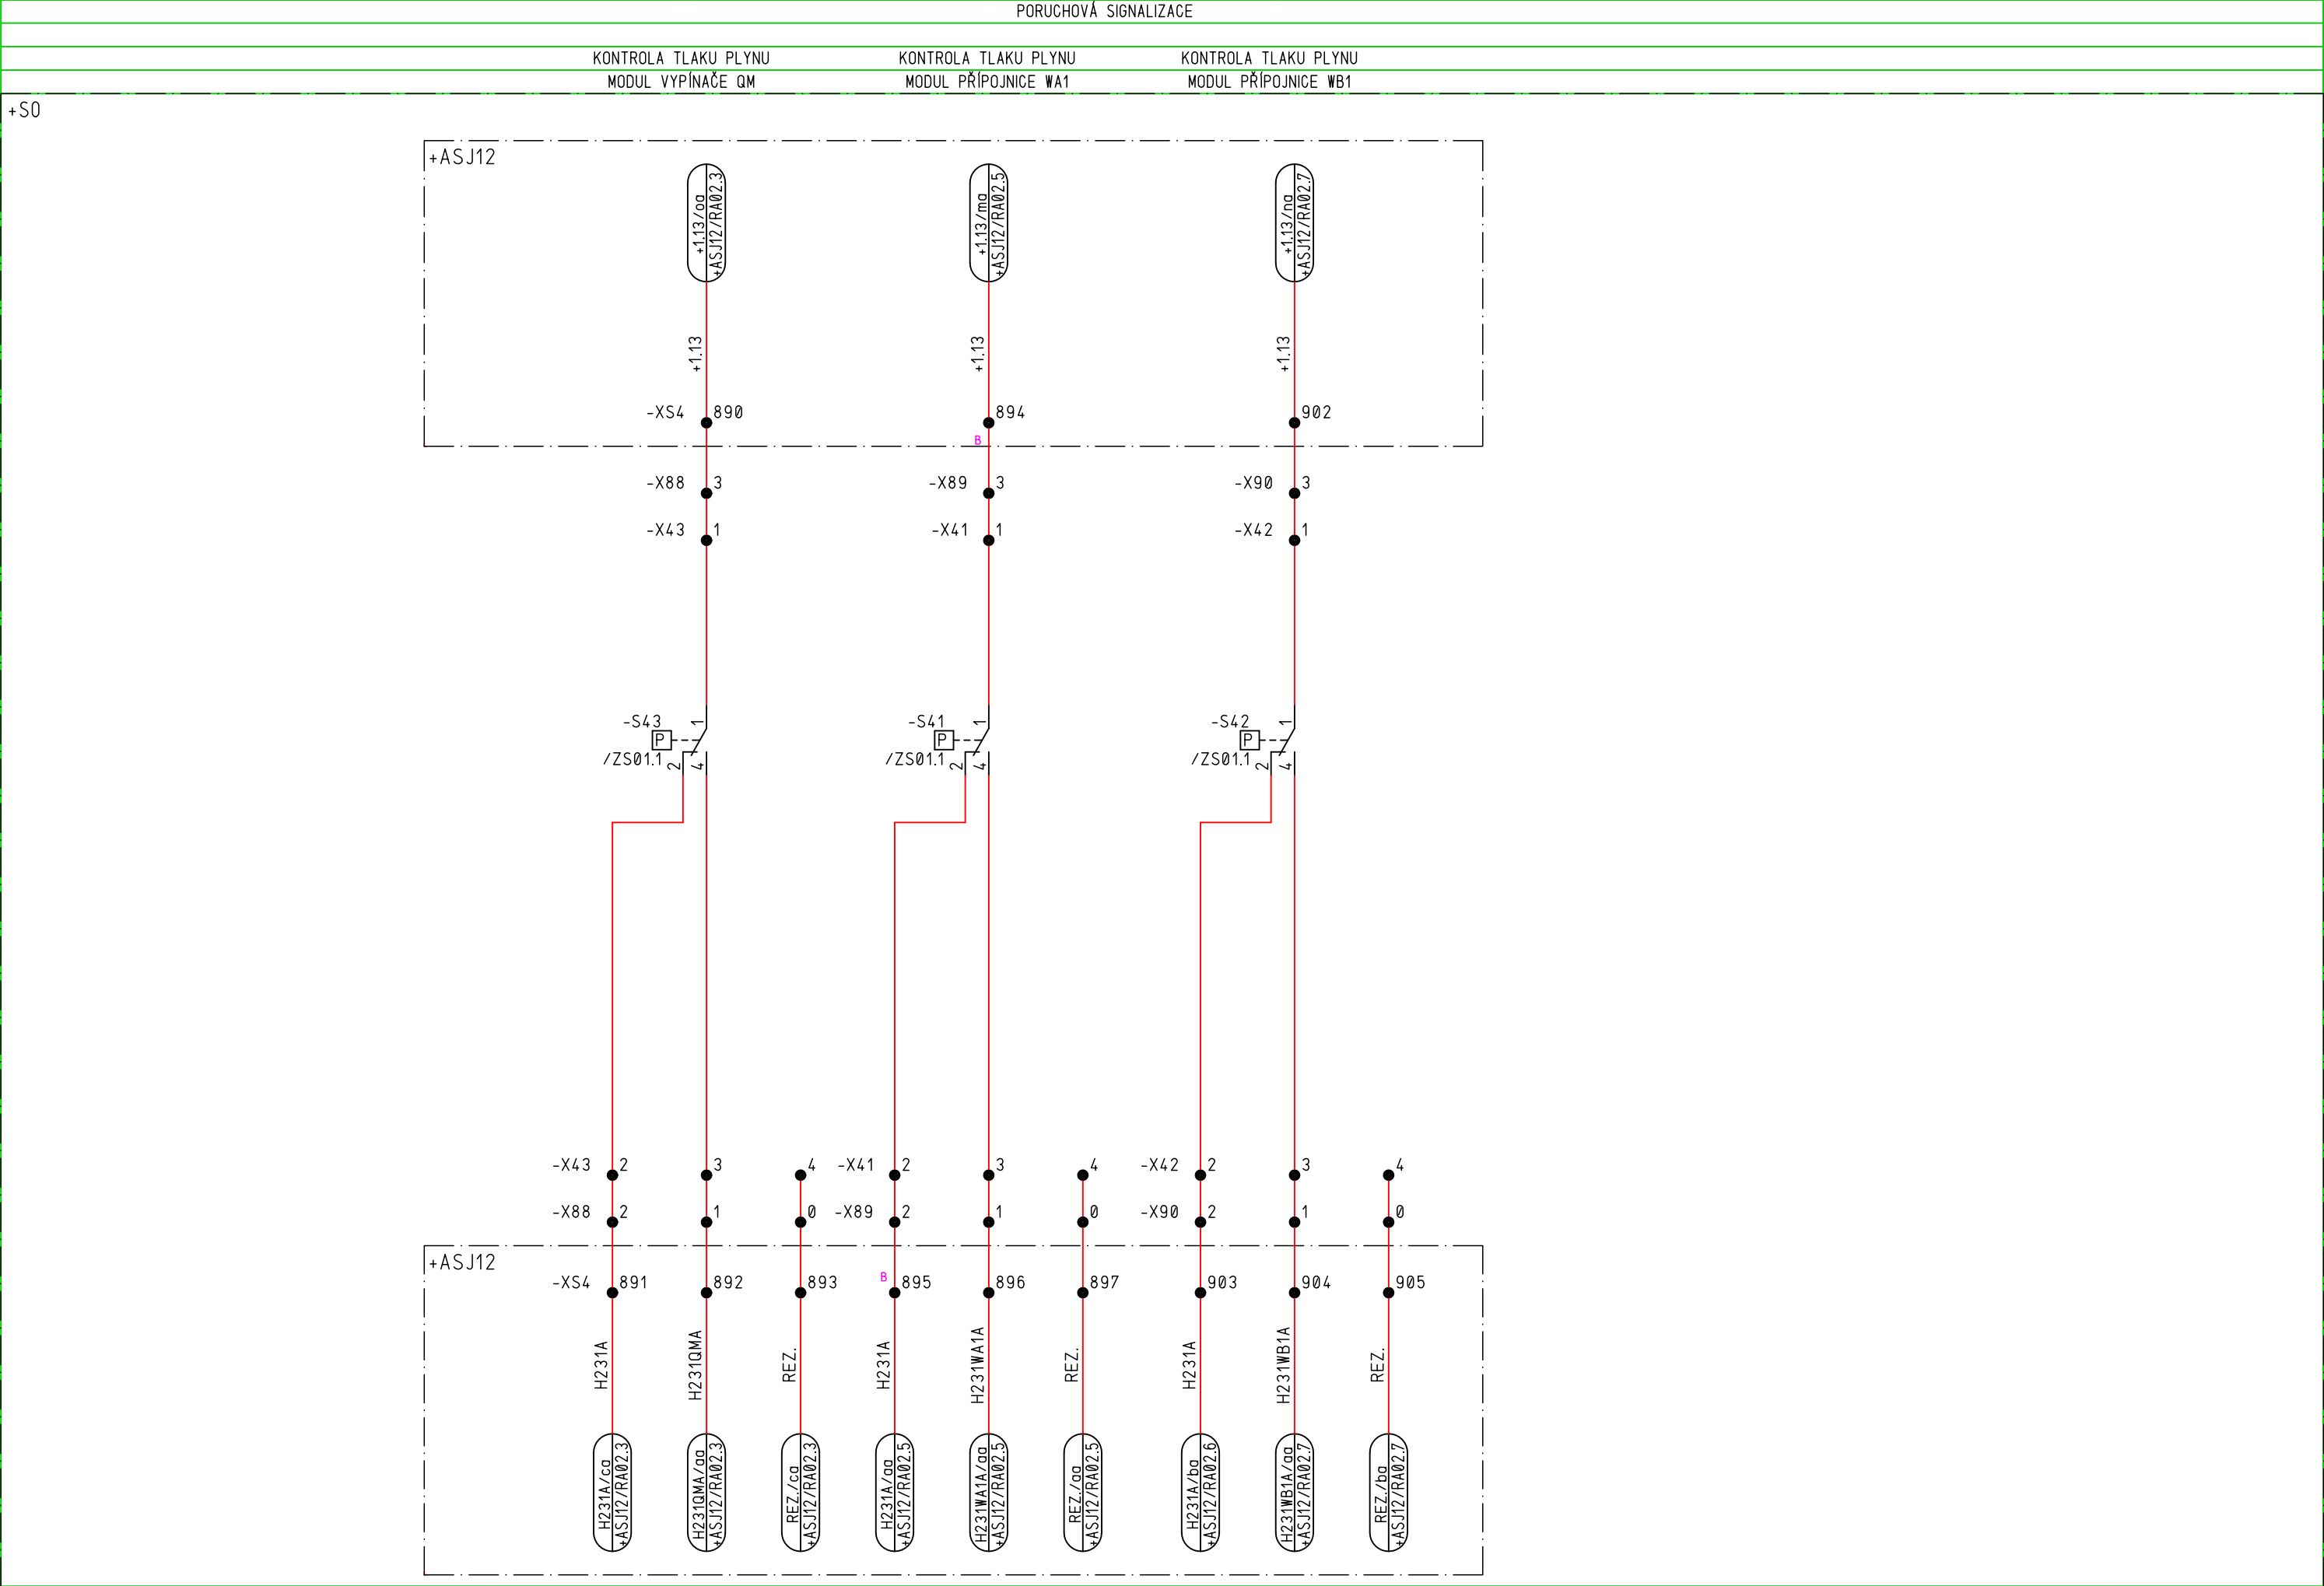 PORUCHOVÁ SIGNALIZACE
KONTROLA TLAKU PLYNU KONTROLA TLAKU PLYNU KONTROLA TLAKU PLYNU
MODUL VYPÍNAČE QM MODUL PŘÍPOJNICE WA1 MODUL PŘÍPOJNICE WB1
+S0
+ASJ12
+1.13/oa
+ASJ12/RA02.3
+1.13/ma
+ASJ12/RA02.5
+1.13/na
+ASJ12/RA02.7
+1.13 +1.13 +1.13
-XS4 890 894 902
B
-X88 3 -X89 3 -X90 3
-X43 1 -X41 1 -X42 1
-S43 1 -S41 1 -S42 1
P P P
/ZS01.1 2 4 /ZS01.1 2 4 /ZS01.1 2 4
-X43 2 3 4 -X41 2 3 4 -X42 2 3 4
-X88 2 1 0 -X89 2 1 0 -X90 2 1 0
+ASJ12
-XS4 891 892 893 B 895 896 897 903 904 905
H231A H231QMA REZ. H231A H231WA1A REZ. H231A H231WB1A REZ.
H231A/ca
+ASJ12/RA02.3
H231QMA/aa
+ASJ12/RA02.3
REZ./ca
+ASJ12/RA02.3
H231A/aa
+ASJ12/RA02.5
H231WA1A/aa
+ASJ12/RA02.5
REZ./aa
+ASJ12/RA02.5
H231A/ba
+ASJ12/RA02.6
H231WB1A/aa
+ASJ12/RA02.7
REZ./ba
+ASJ12/RA02.7